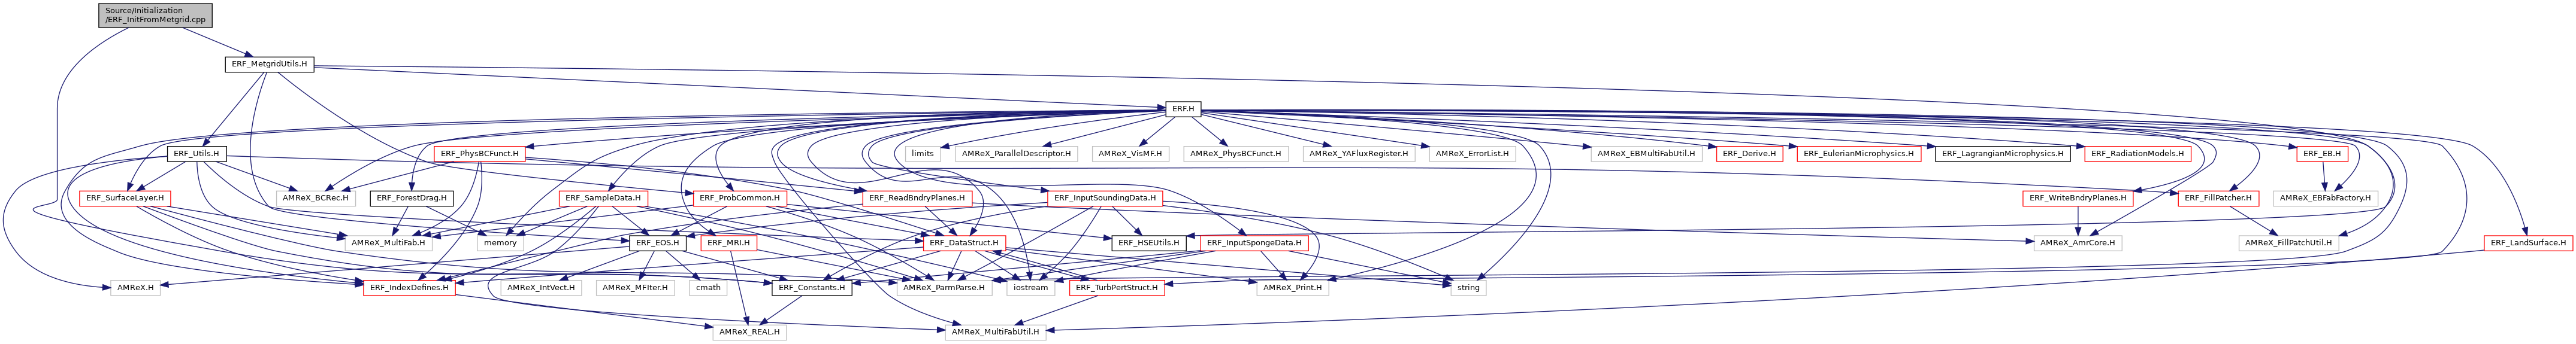 Source/Initialization
/ERF_InitFromMetgrid.cpp
ERF_MetgridUtils.H
ERF.H
ERF_Utils.H
ERF_PhysBCFunct.H
limits
AMReX_ParallelDescriptor.H
AMReX_VisMF.H
AMReX_PhysBCFunct.H
AMReX_YAFluxRegister.H
AMReX_ErrorList.H
AMReX_EBMultiFabUtil.H
ERF_Derive.H
ERF_EulerianMicrophysics.H
ERF_LagrangianMicrophysics.H
ERF_RadiationModels.H
ERF_EB.H
ERF_SurfaceLayer.H
AMReX_BCRec.H
ERF_ForestDrag.H
ERF_SampleData.H
ERF_ProbCommon.H
ERF_ReadBndryPlanes.H
ERF_InputSoundingData.H
ERF_WriteBndryPlanes.H
ERF_FillPatcher.H
AMReX_EBFabFactory.H
AMReX_MultiFab.H
memory
ERF_EOS.H
ERF_MRI.H
ERF_DataStruct.H
ERF_HSEUtils.H
ERF_InputSpongeData.H
AMReX_AmrCore.H
AMReX_FillPatchUtil.H
ERF_LandSurface.H
AMReX.H
ERF_IndexDefines.H
AMReX_IntVect.H
AMReX_MFIter.H
cmath
ERF_Constants.H
AMReX_ParmParse.H
iostream
ERF_TurbPertStruct.H
AMReX_Print.H
string
AMReX_REAL.H
AMReX_MultiFabUtil.H